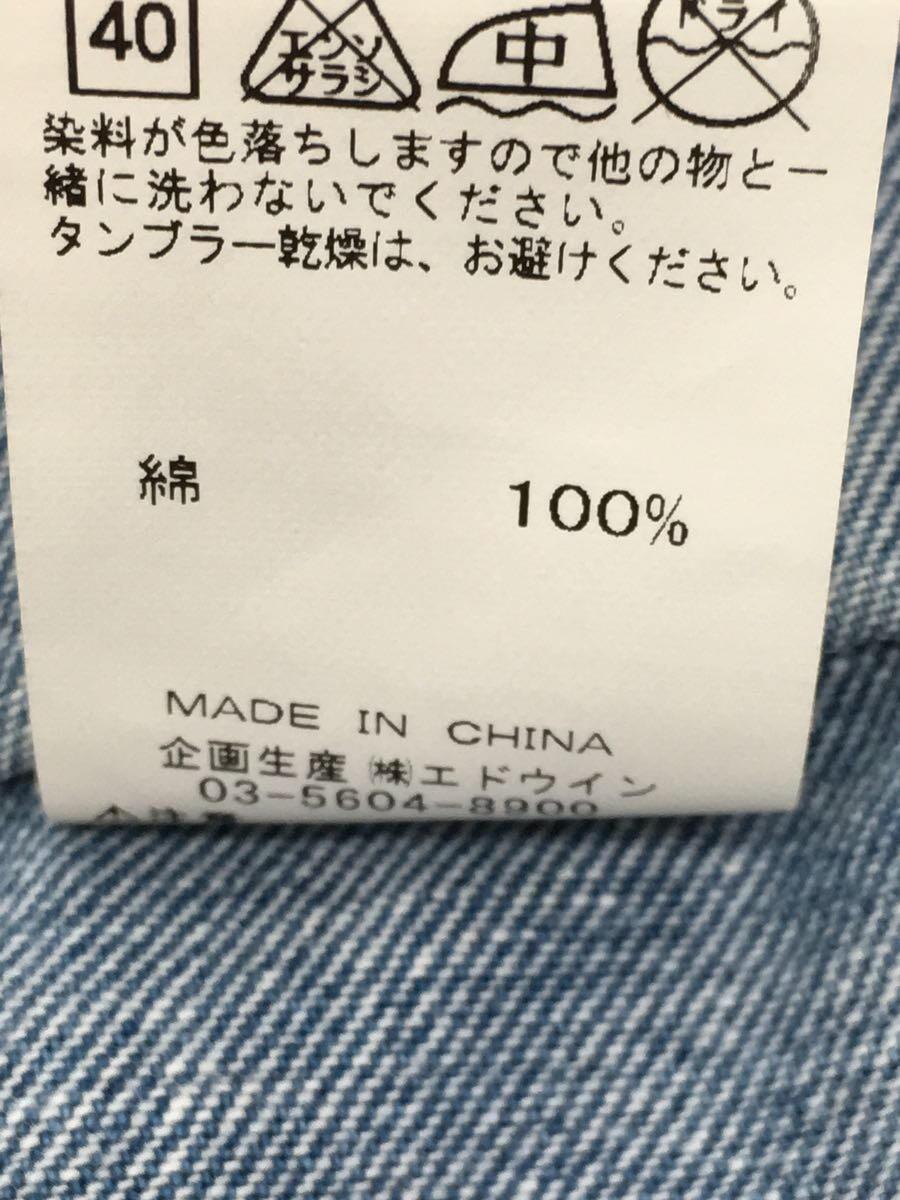 40
エンソ
サラシ
中
ドライ
染料が色落ちしますので他の物と一
緒に洗わないでください。
タンブラー乾燥は、お避けください。
綿 100%
MADE IN CHINA
企画生産 ㈱エドウイン
03-5604-8900